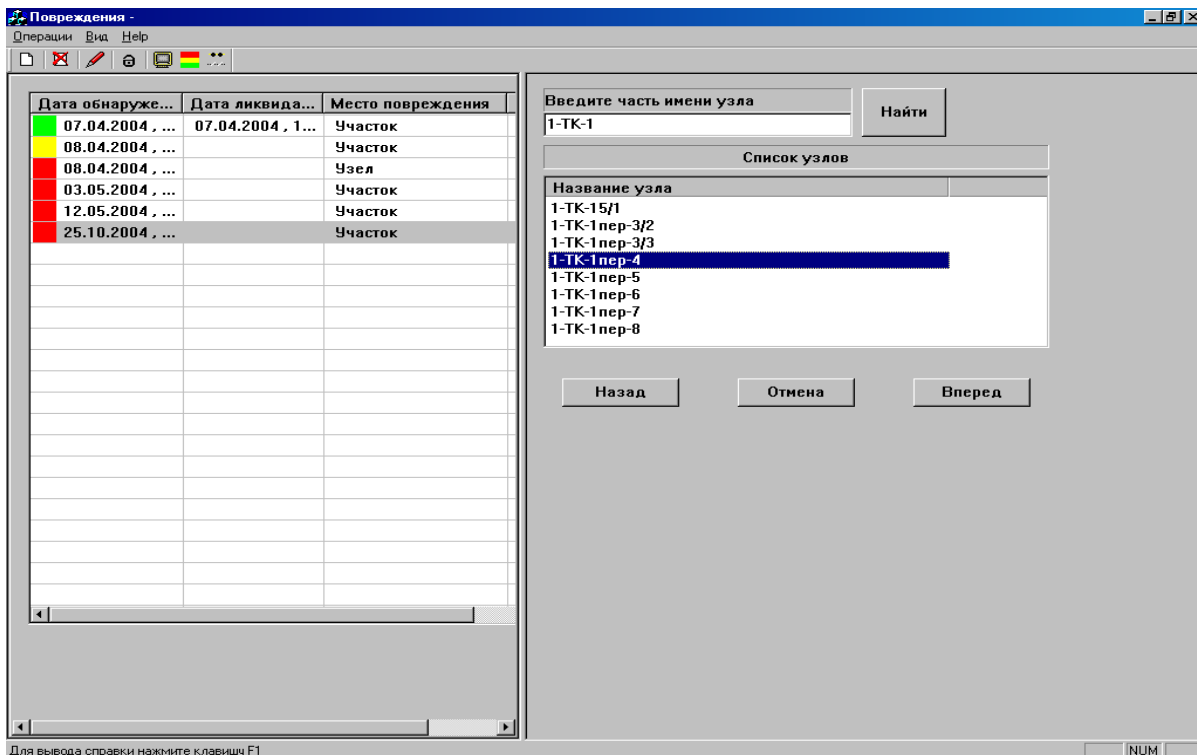 Повреждения -
Операции Вид Help
Дата обнаруже... Дата ликвида... Место повреждения
07.04.2004 , ... 07.04.2004 , 1... Участок
08.04.2004 , ... Участок
08.04.2004 , ... Узел
03.05.2004 , ... Участок
12.05.2004 , ... Участок
25.10.2004 , ... Участок
Введите часть имени узла
1-ТК-1
Найти
Список узлов
Название узла
1-ТК-15/1
1-ТК-1пер-3/2
1-ТК-1пер-3/3
1-ТК-1пер-4
1-ТК-1пер-5
1-ТК-1пер-6
1-ТК-1пер-7
1-ТК-1пер-8
Назад Отмена Вперед
Для вывода справки нажмите клавишу F1 NUM